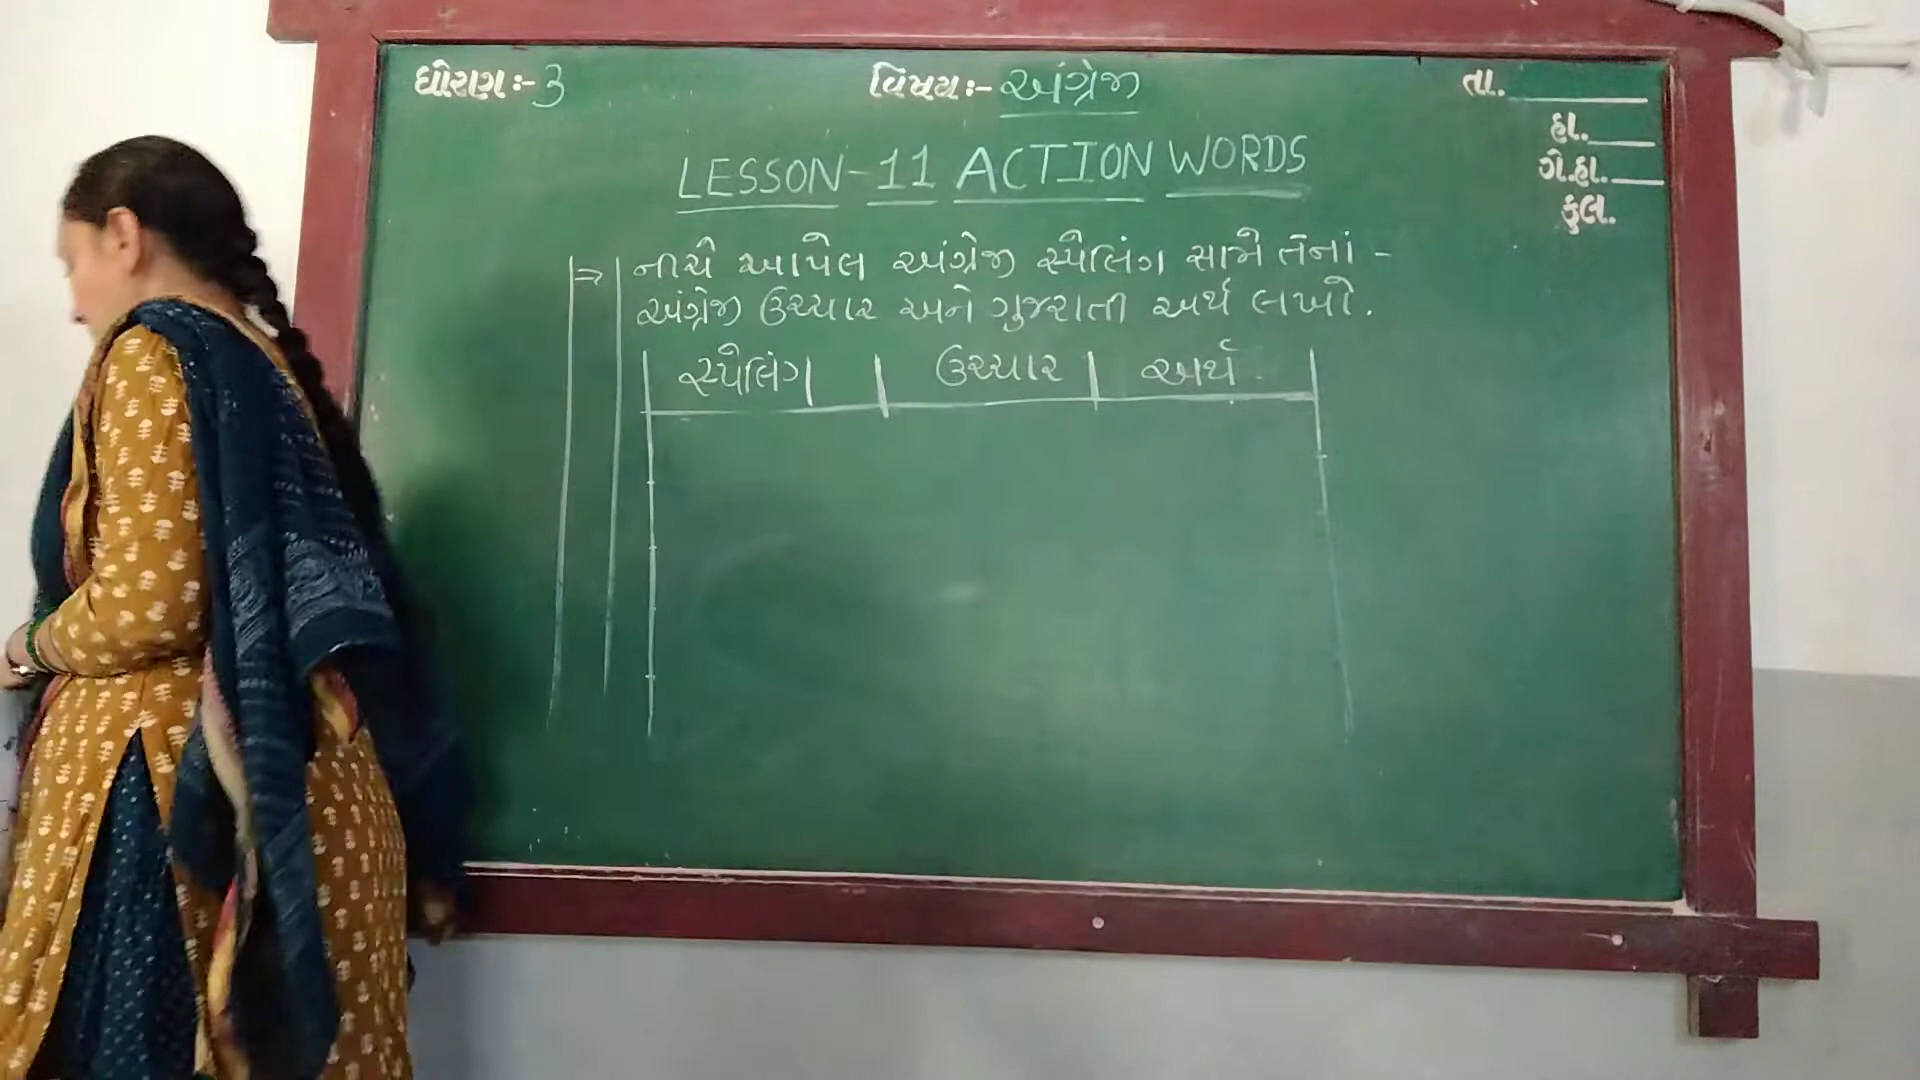 ધોરણ:- 3
વિષય:- અંગ્રેજી
તા.
હા.
ગે.હા.
કુલ.
LESSON-11 ACTION WORDS
⇒ નીચે આપેલ અંગ્રેજી સ્પેલિંગ સામે તેનાં -
અંગ્રેજી ઉચ્ચાર અને ગુજરાતી અર્થ લખો.
સ્પેલિંગ ઉચ્ચાર અર્થ